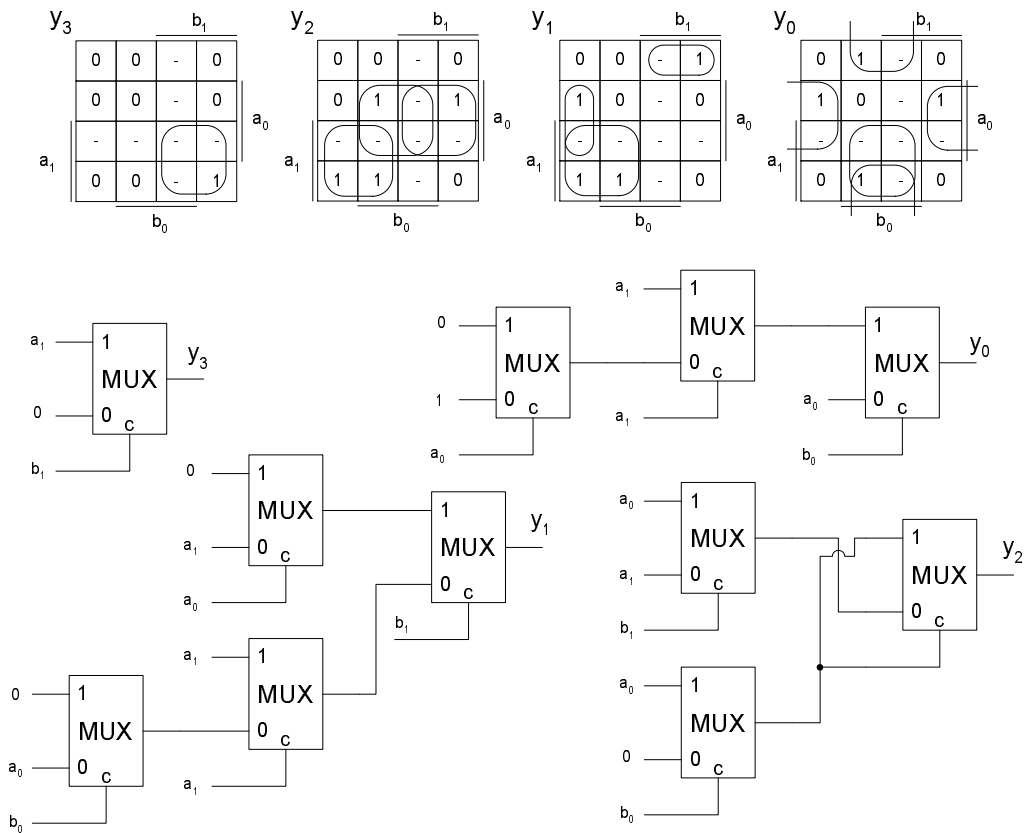 y3 b1 y2 b1 y1 b1 y0 b1
0 0 - 0 0 0 - 0 0 0 - 1 0 1 - 0
0 0 - 0 a0 0 1 - 1 a0 1 0 - 0 a0 1 0 - 1 a0
a1 - - - - a1 - - - - a1 - - - - a1 - - - -
0 0 - 1 1 1 - 0 1 1 - 0 0 1 - 0
b0 b0 b0 b0
a1 1
MUX y3
0 0 c
b1
0 1
MUX
1 0 c
a0
a1 1
MUX
0 c
a1
1
MUX y0
a0 0 c
b0
0 1
MUX
a1 0 c
a0
1
MUX y1
0 c
b1
a1 1
MUX
0 c
a1
0 1
MUX
a0 0 c
b0
a0 1
MUX
a1 0 c
b1
1
MUX y2
0 c
a0 1
MUX
0 0 c
b0